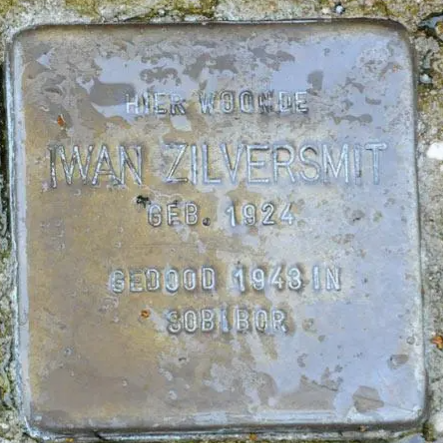 HIER WOONDE
IWAN ZILVERSMIT
GEB. 1924
GEDOOD 1943 IN
SOBIBOR